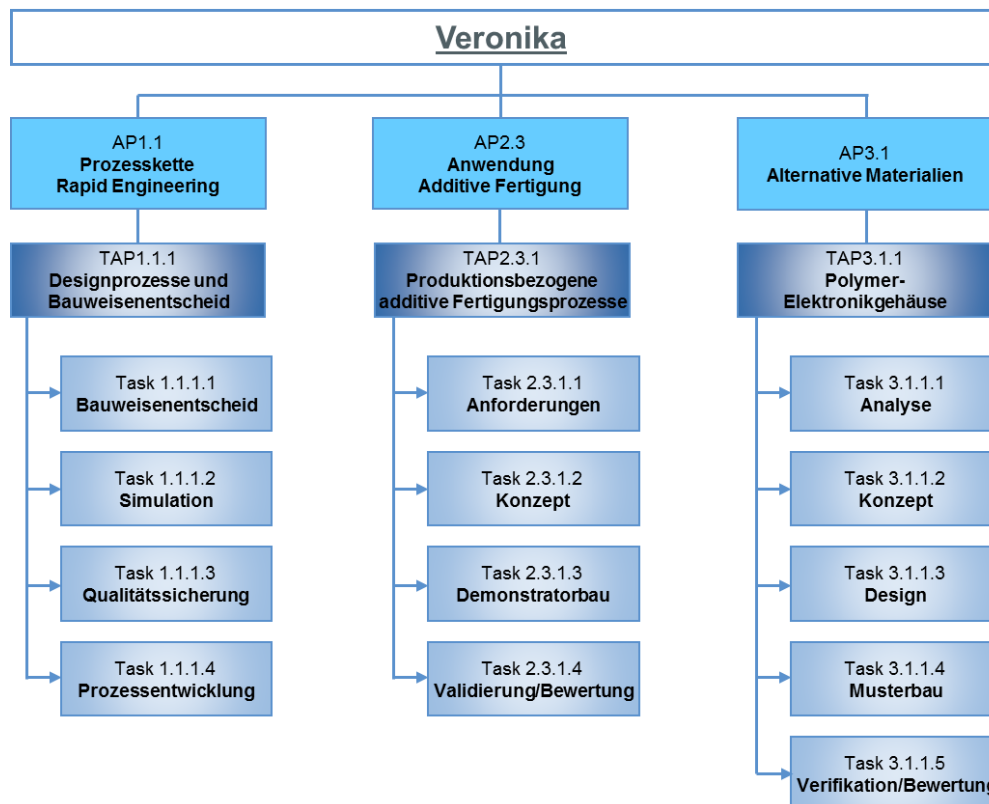 Veronika
AP1.1
Prozesskette
Rapid Engineering
AP2.3
Anwendung
Additive Fertigung
AP3.1
Alternative Materialien
TAP1.1.1
Designprozesse und
Bauweisenentscheid
TAP2.3.1
Produktionsbezogene
additive Fertigungsprozesse
TAP3.1.1
Polymer-
Elektronikgehäuse
Task 1.1.1.1
Bauweisenentscheid
Task 1.1.1.2
Simulation
Task 1.1.1.3
Qualitätssicherung
Task 1.1.1.4
Prozessentwicklung
Task 2.3.1.1
Anforderungen
Task 2.3.1.2
Konzept
Task 2.3.1.3
Demonstratorbau
Task 2.3.1.4
Validierung/Bewertung
Task 3.1.1.1
Analyse
Task 3.1.1.2
Konzept
Task 3.1.1.3
Design
Task 3.1.1.4
Musterbau
Task 3.1.1.5
Verifikation/Bewertung